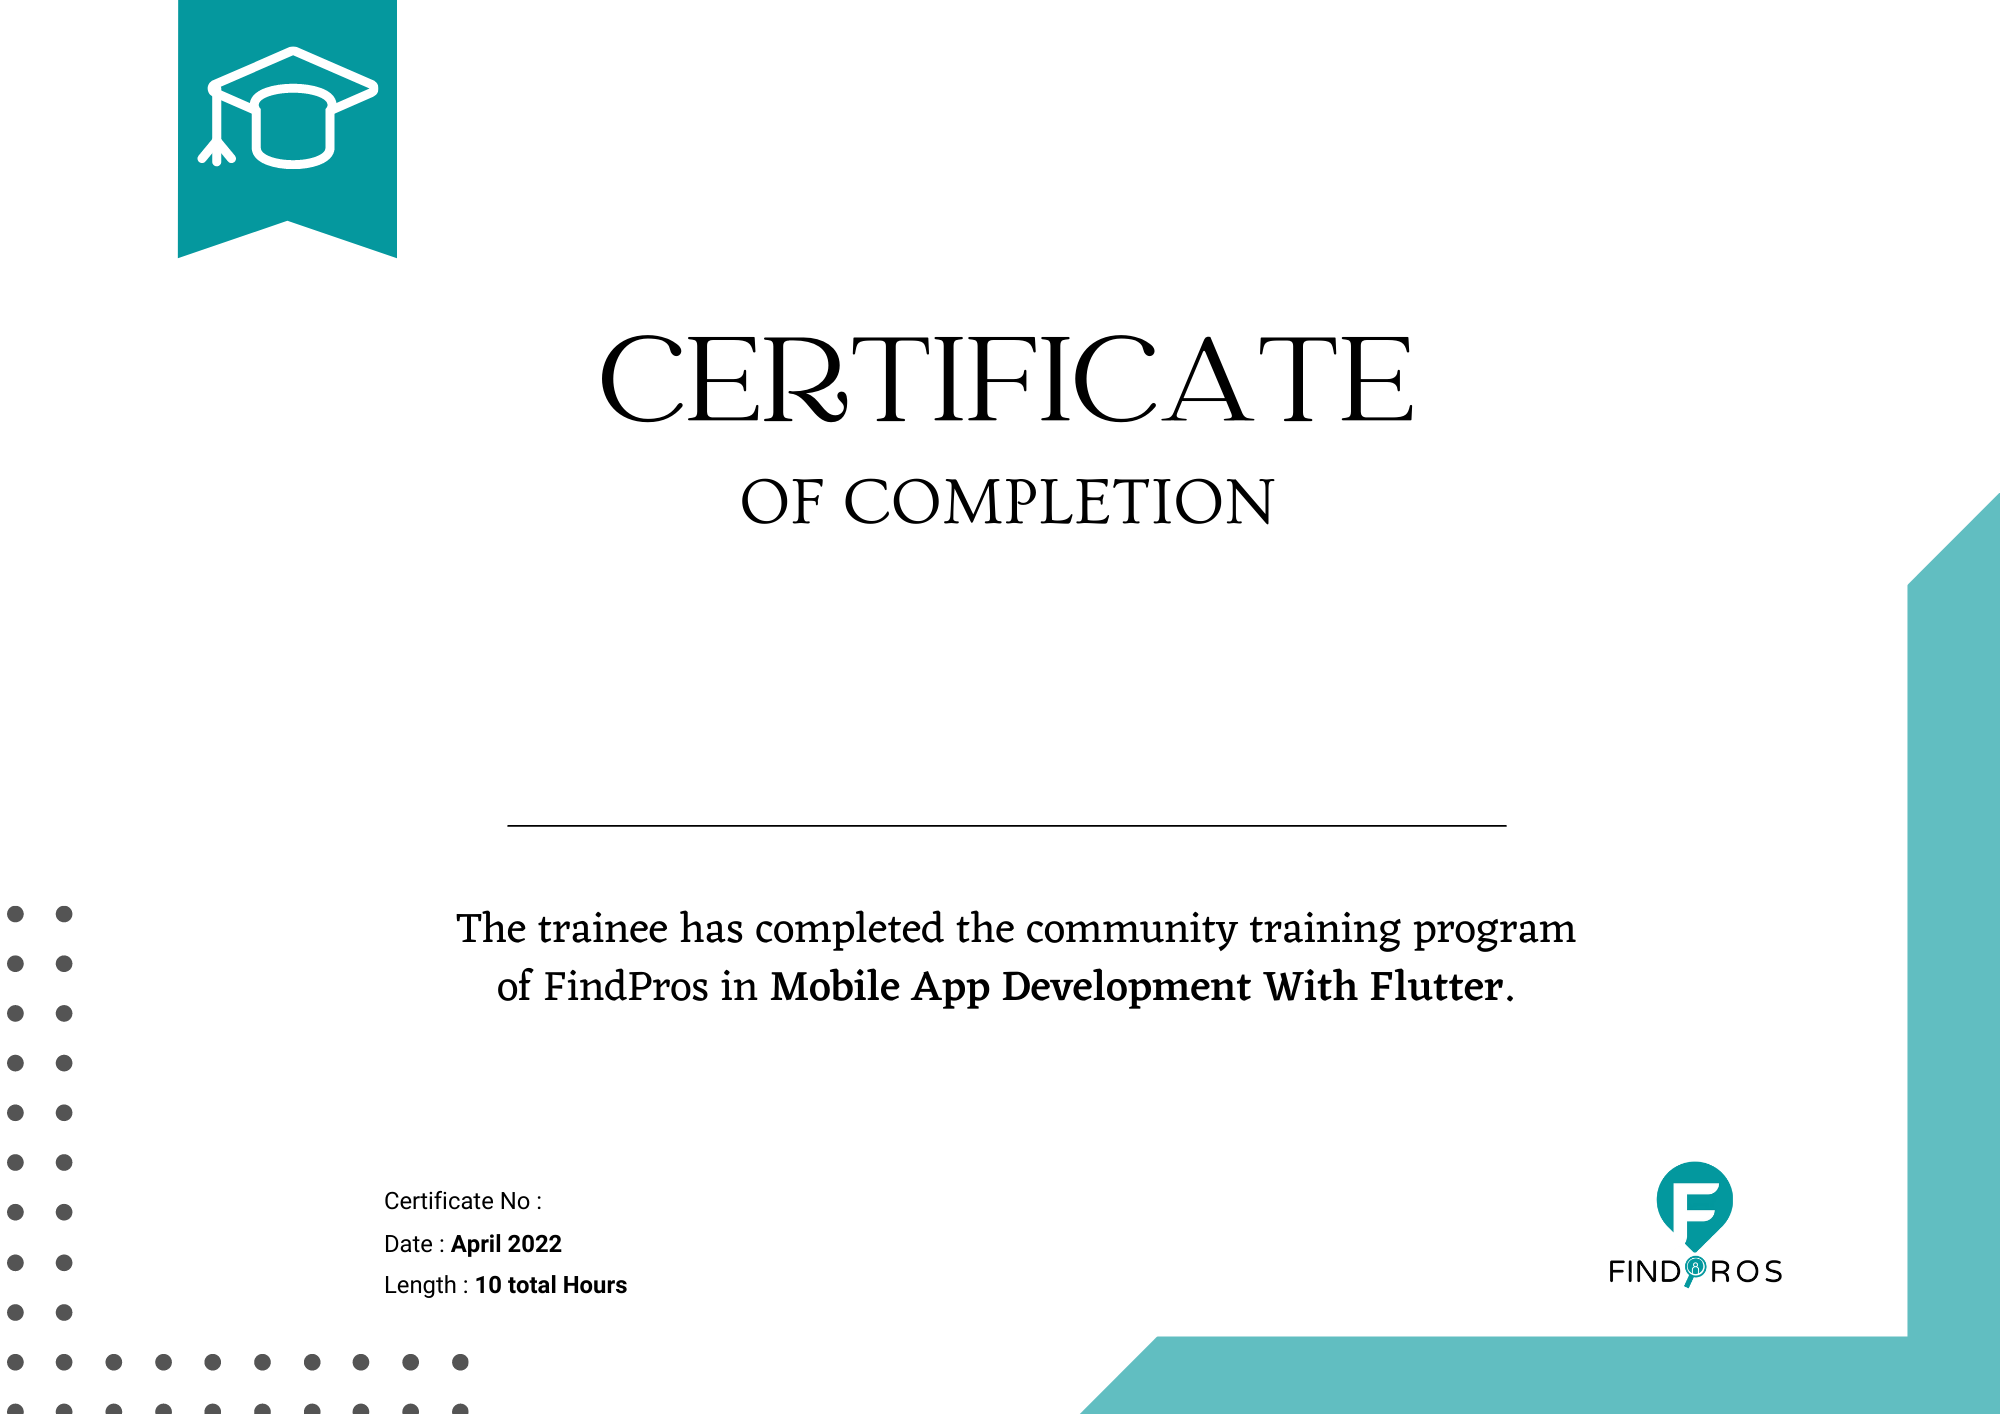 CERTIFICATE
OF COMPLETION
The trainee has completed the community training program
of FindPros in Mobile App Development With Flutter.
Certificate No :
Date : April 2022
Length : 10 total Hours
F
FINDPROS